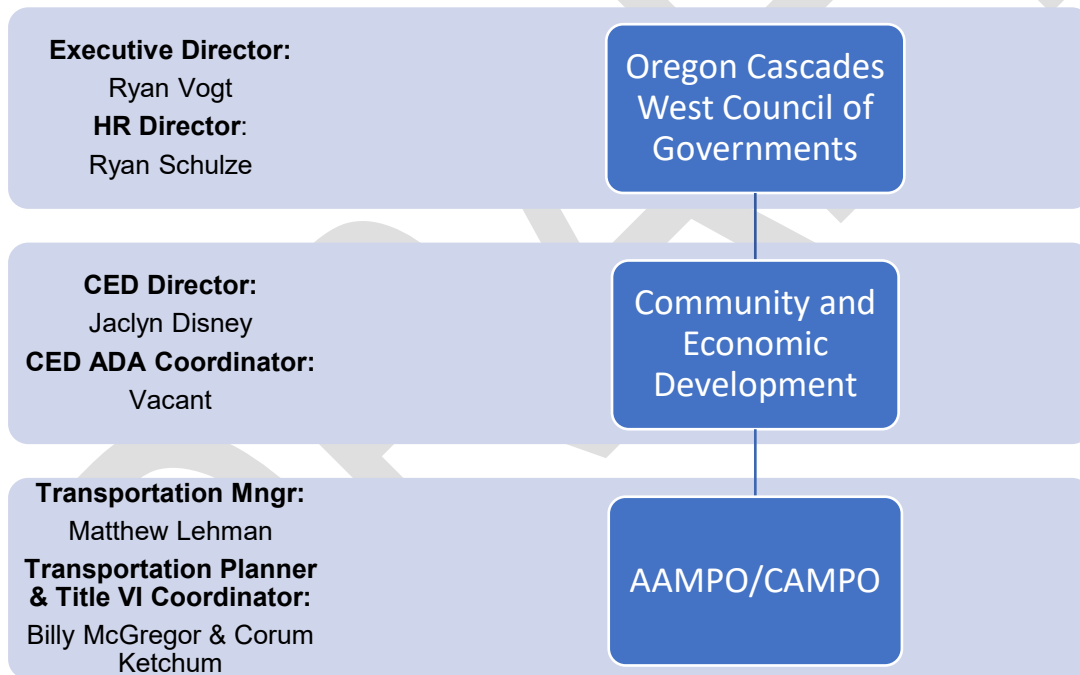 Executive Director:
Ryan Vogt
HR Director:
Ryan Schulze
Oregon Cascades
West Council of
Governments
CED Director:
Jaclyn Disney
CED ADA Coordinator:
Vacant
Community and
Economic
Development
Transportation Mngr:
Matthew Lehman
Transportation Planner
& Title VI Coordinator:
Billy McGregor & Corum
Ketchum
AAMPO/CAMPO